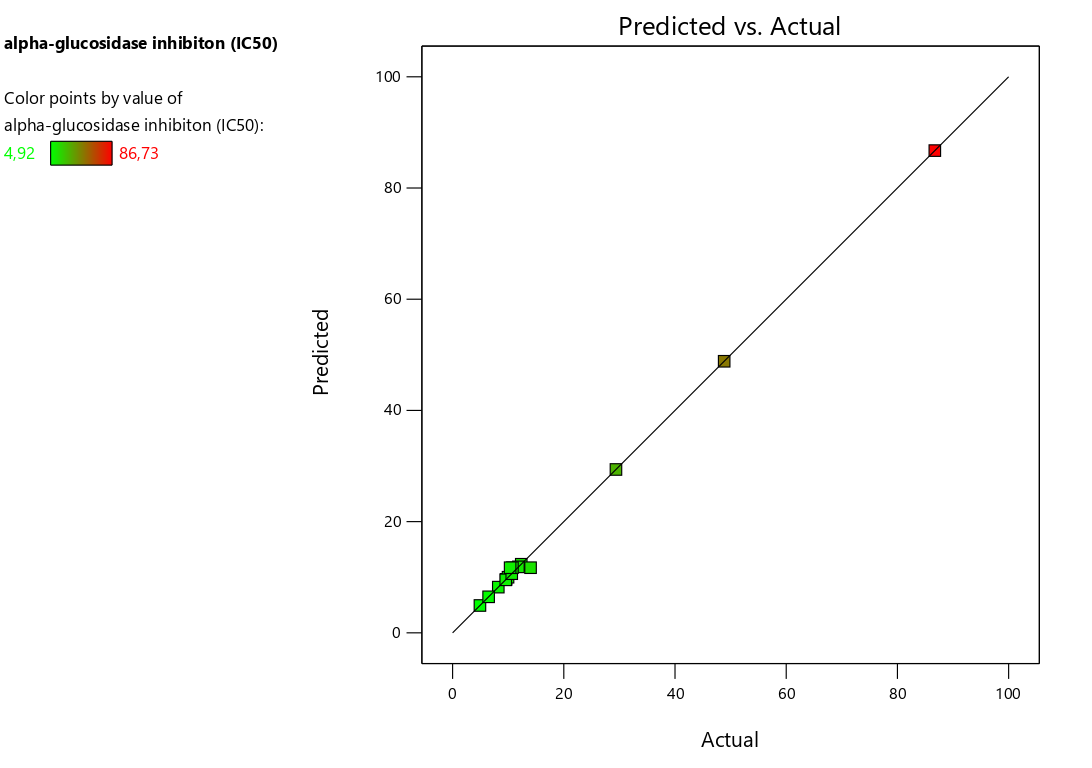 alpha-glucosidase inhibiton (IC50)
Color points by value of
alpha-glucosidase inhibiton (IC50):
4,92 86,73
Predicted vs. Actual
100
80
60
40
20
0
Predicted
0 20 40 60 80 100
Actual